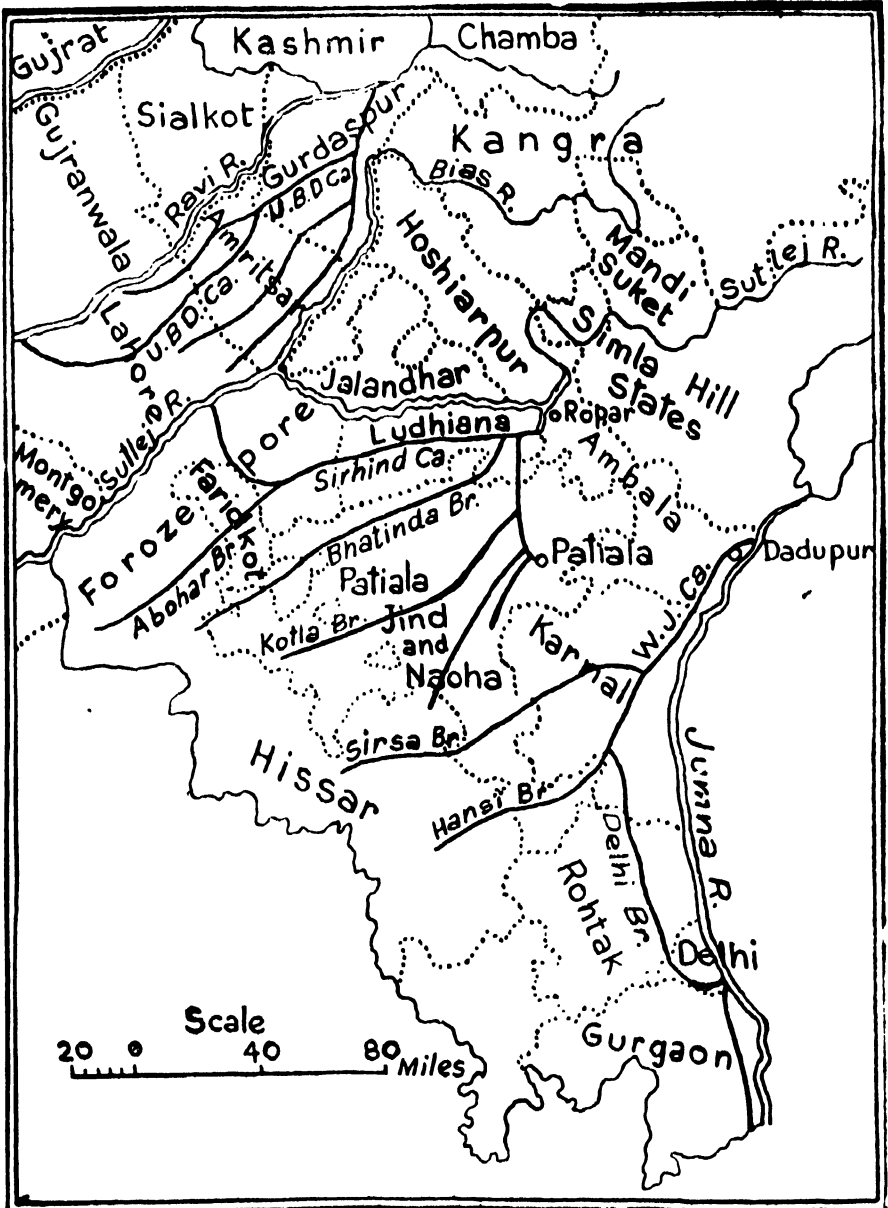 Gujrat
Kashmir
Chamba
Sialkot
Gujranwala
Ravi R.
Gurdaspur
U.B.D Ca
Kangra
Bias R.
Amritsar
U.B.D.Ca
Lahore
Hoshiarpur
Mandi
Suket
Sutlej R.
Simla
Hill
States
Jalandhar
Sutlej R.
Montgo
mery
Foroze Pore
Ludhiana
Ropar
Sirhind Ca
Faridkot
Ambala
Abohar Br.
Bhatinda Br.
Patiala
Patiala
Dadupur
Kotla Br.
Jind
and
Naoha
Karnal
W.J.Ca.
Sirsa Br.
Hissar
Hansi Br.
Jumna R.
Delhi Br.
Rohtak
Delhi
Gurgaon
Scale
20 0 40 80 Miles